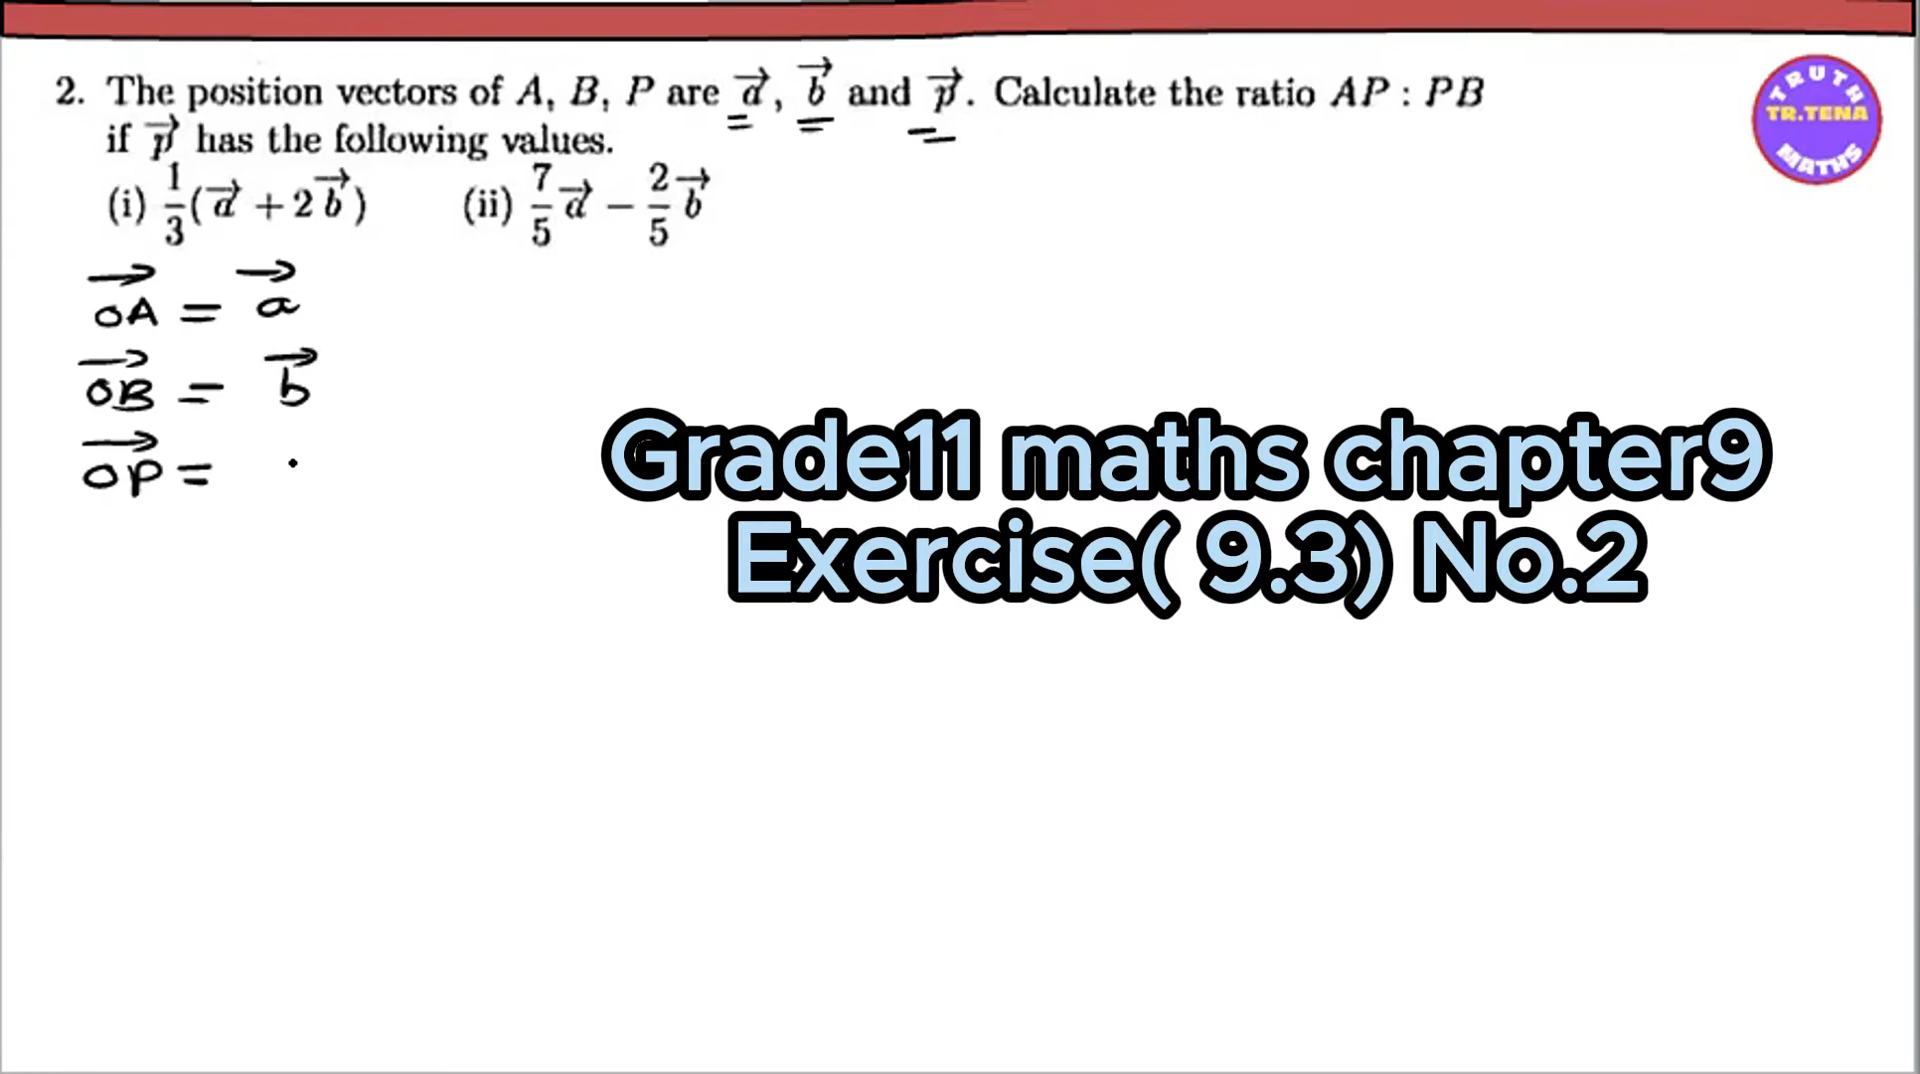 2. The position vectors of A, B, P are →a, →b and →p. Calculate the ratio AP : PB
if →p has the following values.
(i) 1/3(→a + 2→b) (ii) 7/5→a − 2/5→b
TRUTH
TR.TENA
MATHS
→OA = →a
→OB = →b
→OP =
Grade11 maths chapter9
Exercise( 9.3) No.2